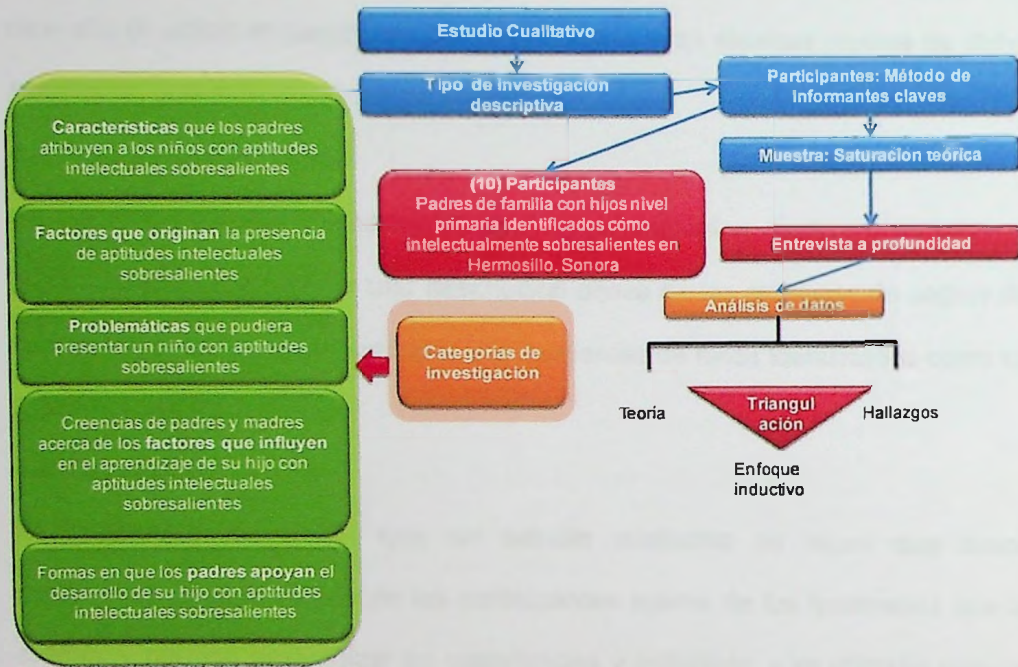 Estudio Cualitativo
Tipo de investigación
descriptiva
Participantes: Método de
informantes claves
Muestra: Saturación teórica
(10) Participantes
Padres de familia con hijos nivel
primaria identificados cómo
intelectualmente sobresalientes en
Hermosillo, Sonora
Entrevista a profundidad
Análisis de datos
Teoría
Triangul
ación
Hallazgos
Enfoque
inductivo
Categorías de
investigación
Características que los padres
atribuyen a los niños con aptitudes
intelectuales sobresalientes
Factores que originan la presencia
de aptitudes intelectuales
sobresalientes
Problemáticas que pudiera
presentar un niño con aptitudes
sobresalientes
Creencias de padres y madres
acerca de los factores que influyen
en el aprendizaje de su hijo con
aptitudes intelectuales
sobresalientes
Formas en que los padres apoyan el
desarrollo de su hijo con aptitudes
intelectuales sobresalientes